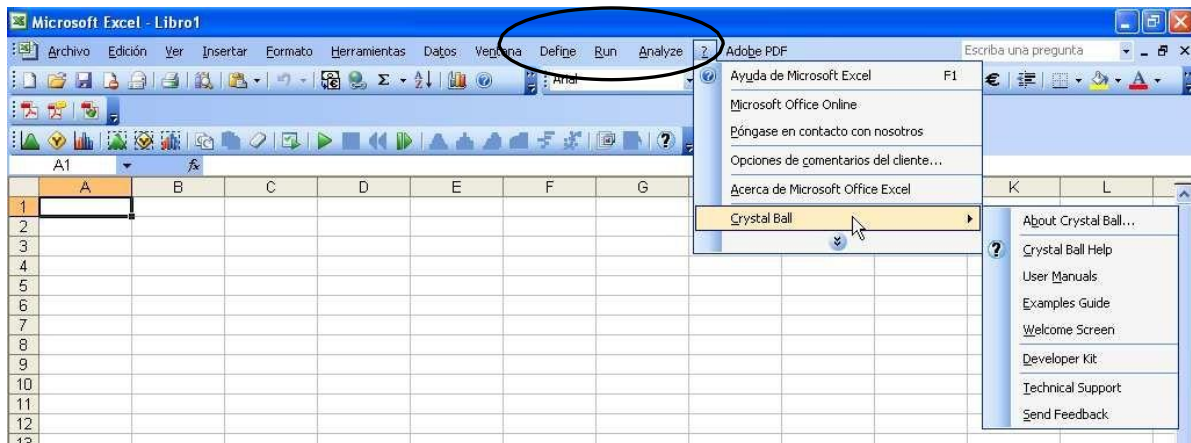 Microsoft Excel - Libro1
Archivo Edición Ver Insertar Formato Herramientas Datos Ventana Define Run Analyze ? Adobe PDF Escriba una pregunta
Arial
€ A
A1 fx
A B C D E F G K L
1
2
3
4
5
6
7
8
9
10
11
12
13
Ayuda de Microsoft Excel F1
Microsoft Office Online
Póngase en contacto con nosotros
Opciones de comentarios del cliente...
Acerca de Microsoft Office Excel
Crystal Ball
About Crystal Ball...
Crystal Ball Help
User Manuals
Examples Guide
Welcome Screen
Developer Kit
Technical Support
Send Feedback